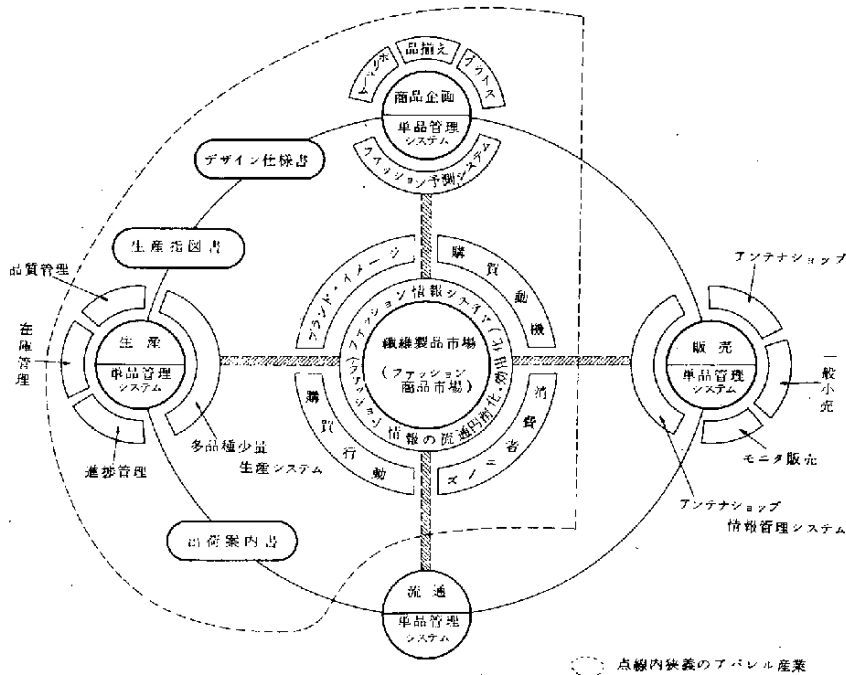 品揃え
商品企画
単品管理
システム
ファッション予測システム
デザイン仕様書
生産指図書
品質管理
在庫管理
進捗管理
生産
単品管理
システム
多品種少量
生産システム
ブランド・イメージ
購買動機
繊維製品市場
(ファッション
商品市場)
購買行動
消費者ニーズ
アンテナショップ
販売
単品管理
システム
一般小売
モニタ販売
アンテナショップ
情報管理システム
出荷案内書
流通
単品管理
システム
点線内狭義のアパレル産業